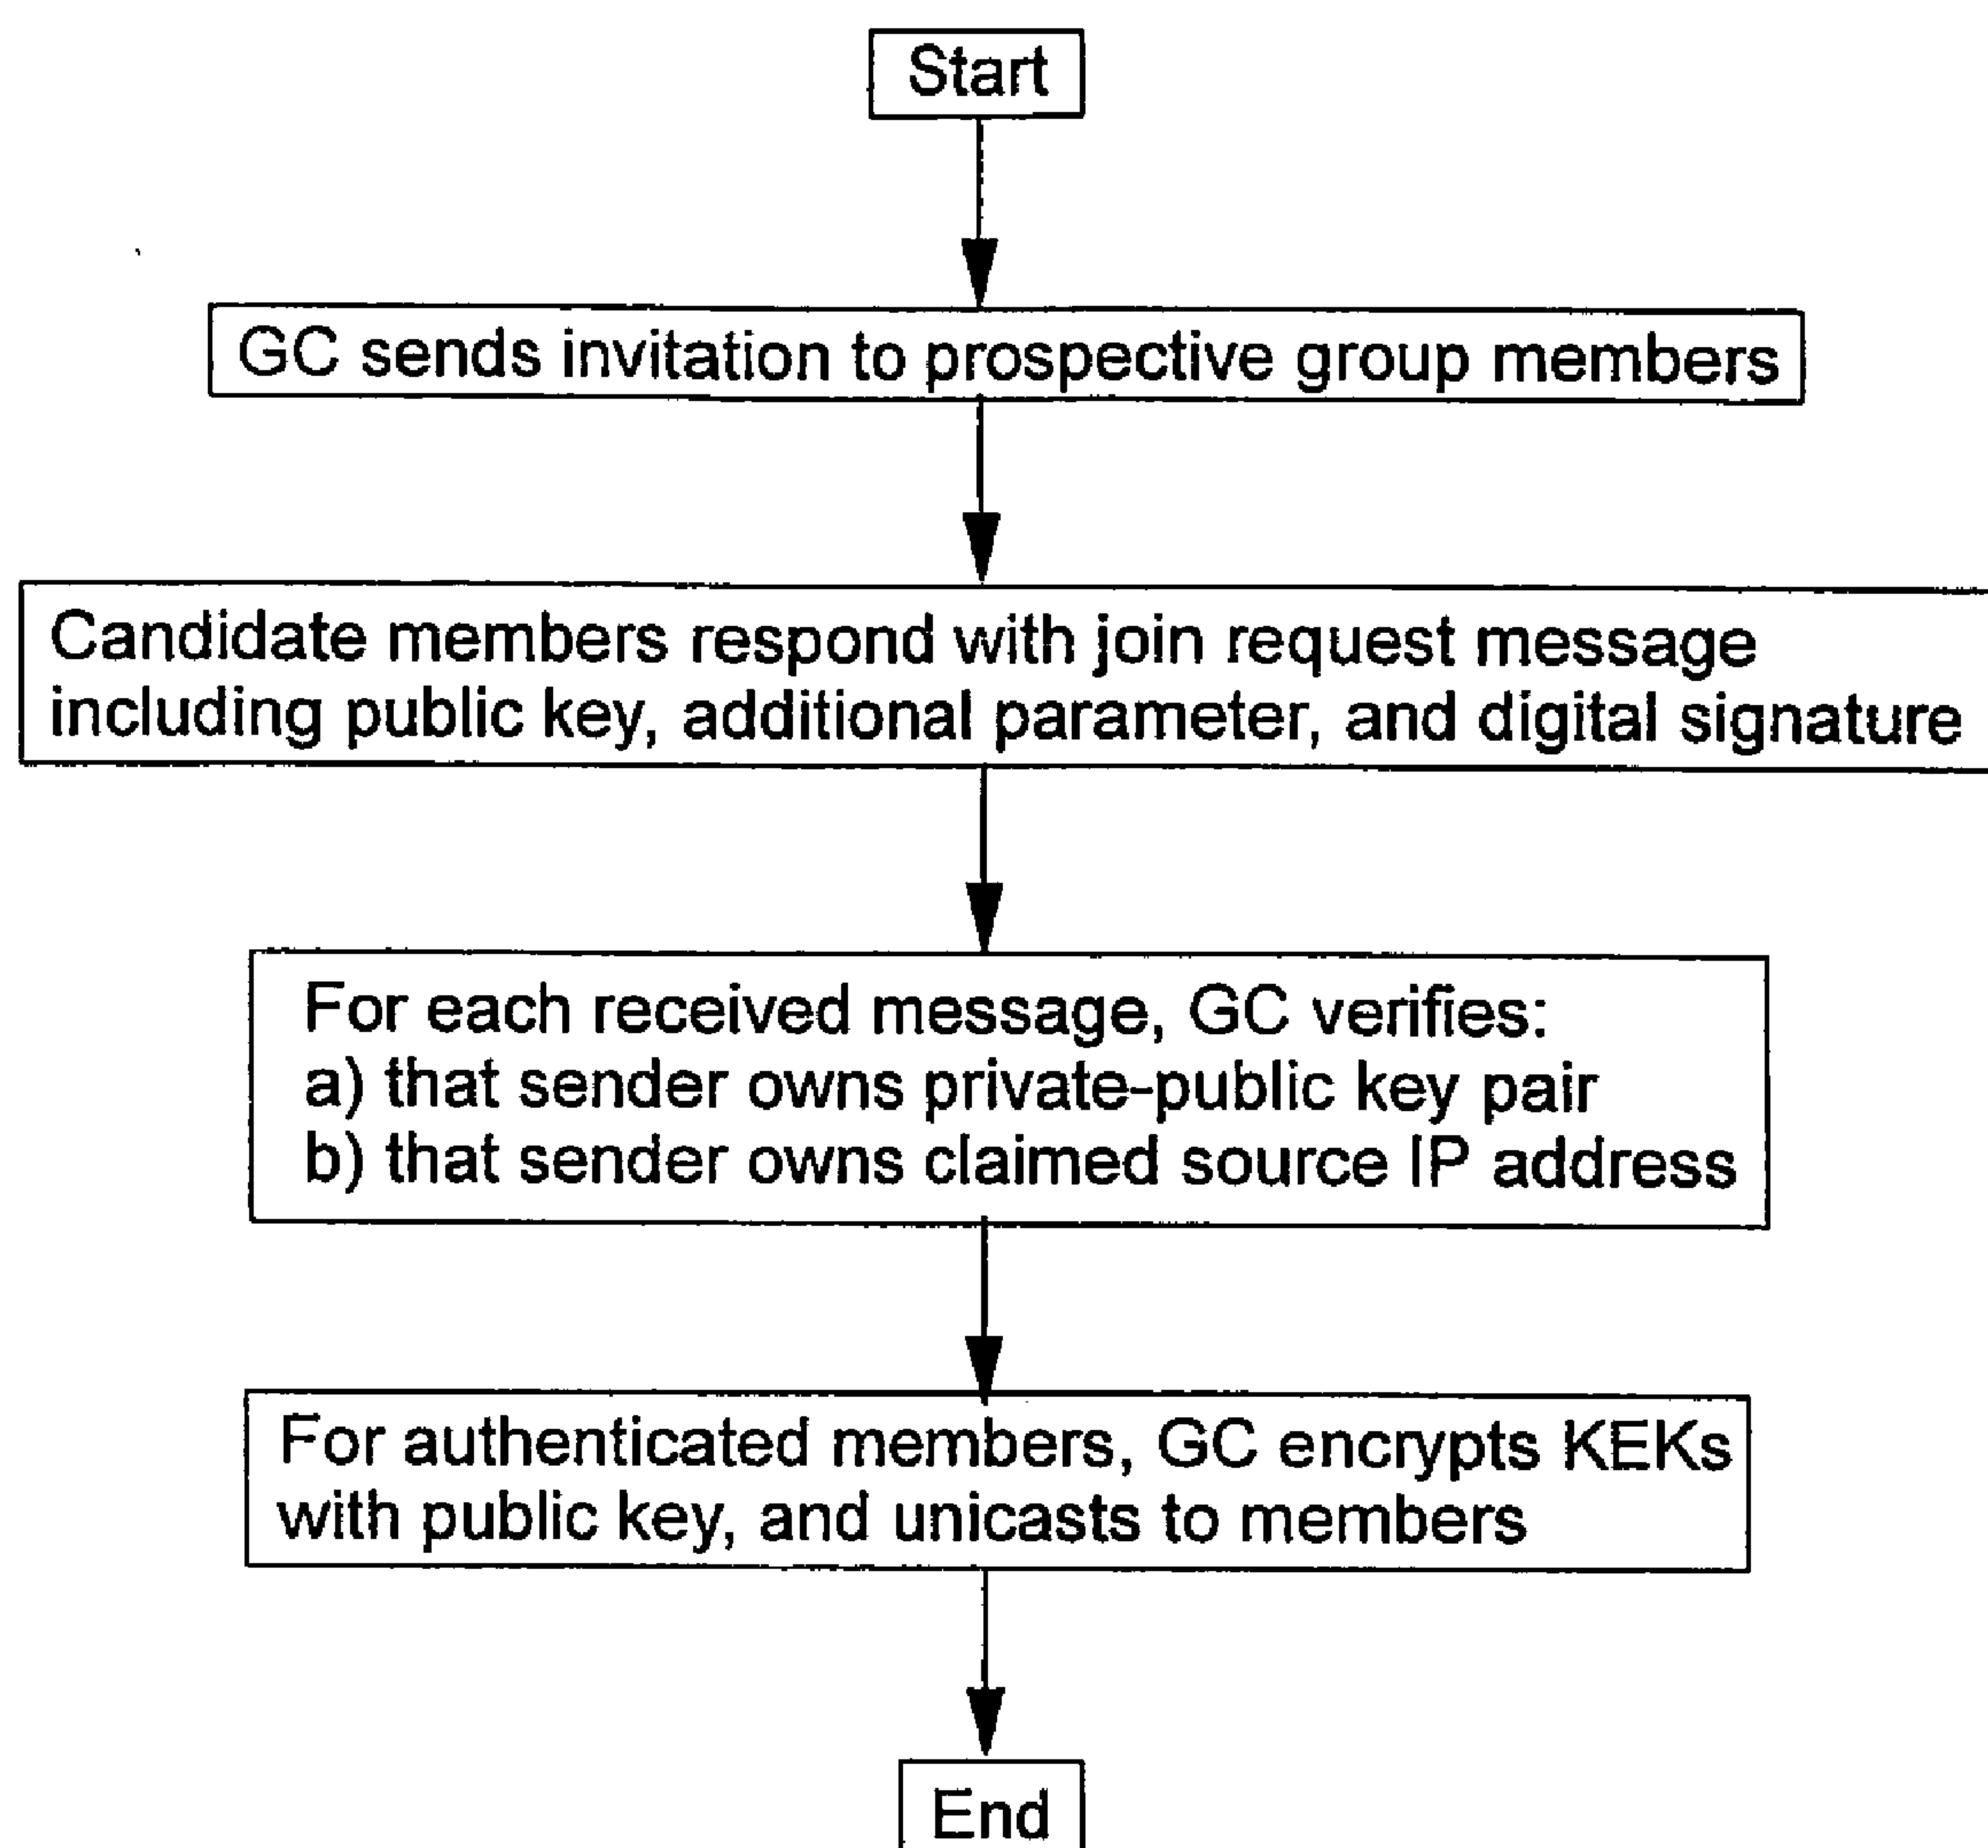 Start
GC sends invitation to prospective group members
Candidate members respond with join request message
including public key, additional parameter, and digital signature
For each received message, GC verifies:
a) that sender owns private-public key pair
b) that sender owns claimed source IP address
For authenticated members, GC encrypts KEKs
with public key, and unicasts to members
End